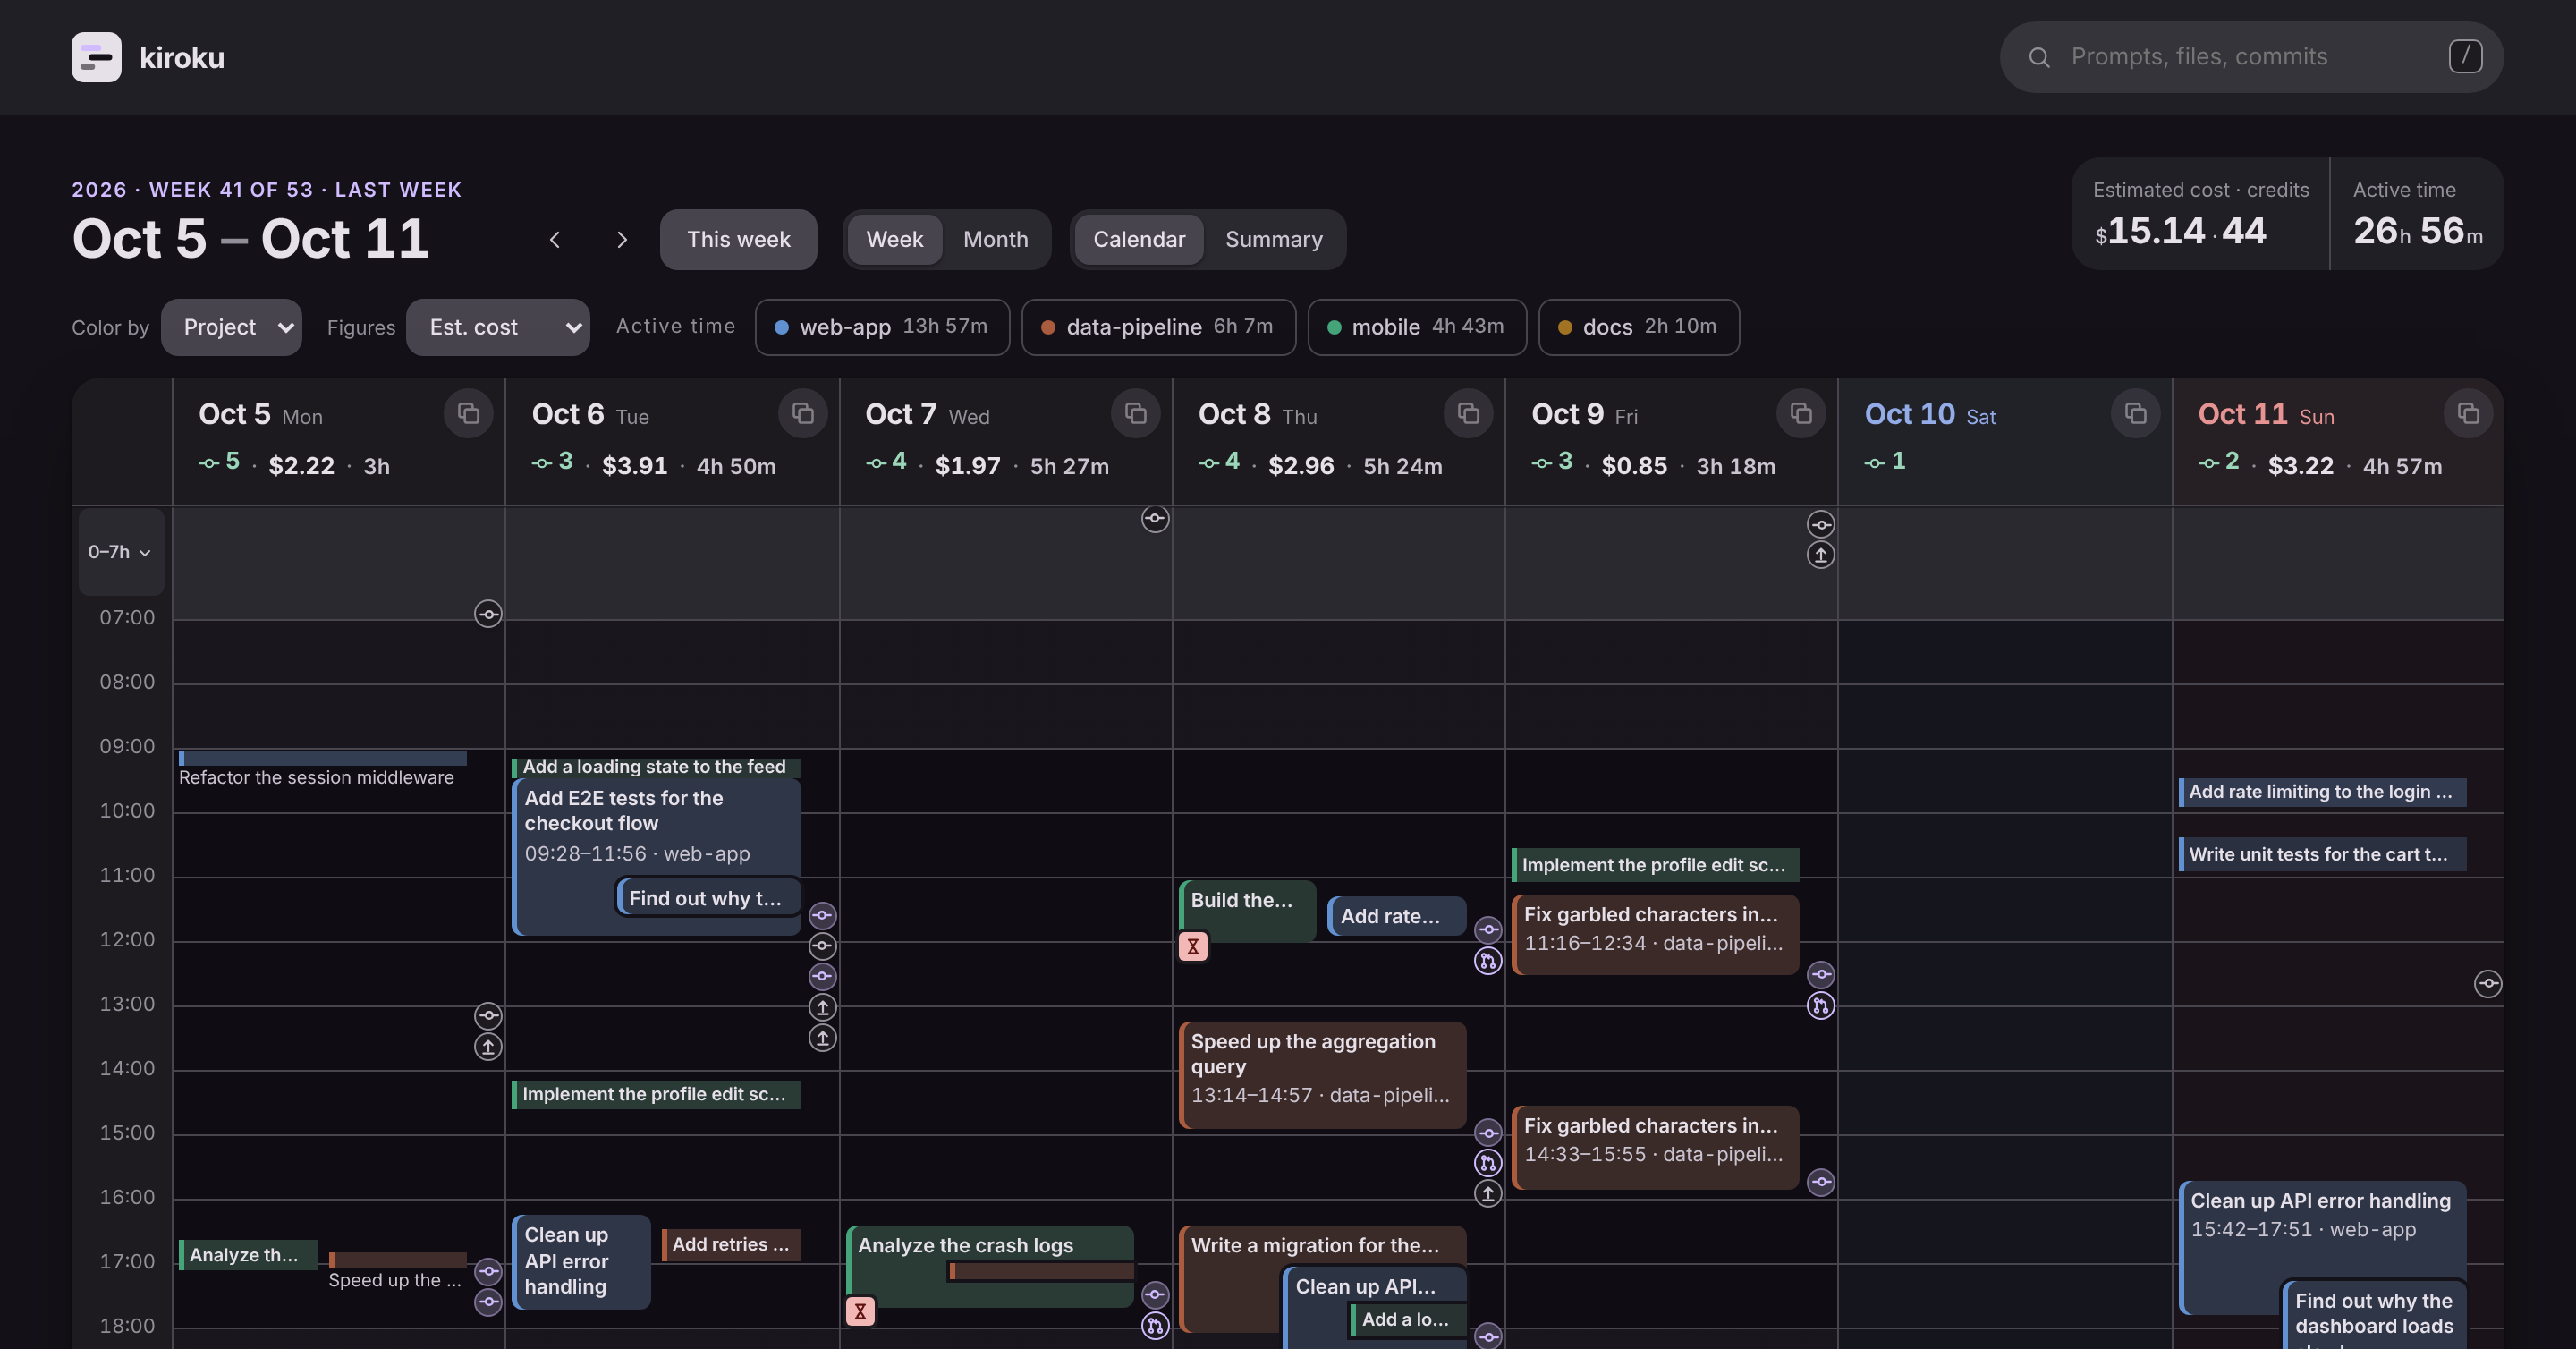 kiroku
Prompts, files, commits /
2026 · WEEK 41 OF 53 · LAST WEEK
Oct 5 – Oct 11
This week
Week Month
Calendar Summary
Estimated cost · credits
$15.14 · 44
Active time
26h 56m
Color by Project
Figures Est. cost
Active time
web-app 13h 57m
data-pipeline 6h 7m
mobile 4h 43m
docs 2h 10m
Oct 5 Mon
5 · $2.22 · 3h
Oct 6 Tue
3 · $3.91 · 4h 50m
Oct 7 Wed
4 · $1.97 · 5h 27m
Oct 8 Thu
4 · $2.96 · 5h 24m
Oct 9 Fri
3 · $0.85 · 3h 18m
Oct 10 Sat
1
Oct 11 Sun
2 · $3.22 · 4h 57m
0–7h
07:00
08:00
09:00
10:00
11:00
12:00
13:00
14:00
15:00
16:00
17:00
18:00
Refactor the session middleware
Analyze th...
Speed up the ...
Add a loading state to the feed
Add E2E tests for the
checkout flow
09:28–11:56 · web-app
Find out why t...
Implement the profile edit sc...
Clean up
API error
handling
Add retries ...
Analyze the crash logs
Build the...
Add rate...
Speed up the aggregation
query
13:14–14:57 · data-pipeli...
Write a migration for the...
Clean up API...
Add a lo...
Implement the profile edit sc...
Fix garbled characters in...
11:16–12:34 · data-pipeli...
Fix garbled characters in...
14:33–15:55 · data-pipeli...
Add rate limiting to the login ...
Write unit tests for the cart t...
Clean up API error handling
15:42–17:51 · web-app
Find out why the
dashboard loads